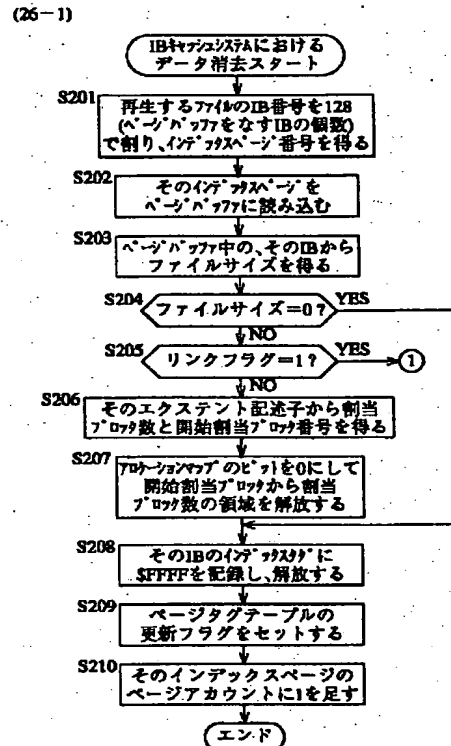 (26-1)
IBキャッシュシステムにおける
データ消去スタート
S201
再生するファイルのIB番号を128
(ページバッファをなすIBの個数)
で割り、インデックスページ番号を得る
S202
そのインデックスページを
ページバッファに読み込む
S203
ページバッファ中の、そのIBから
ファイルサイズを得る
S204
ファイルサイズ=0?
YES
NO
S205
リンクフラグ=1?
YES
1
NO
S206
そのエクステント記述子から割当
ブロック数と開始割当ブロック番号を得る
S207
アロケーションマップのビットを0にして
開始割当ブロックから割当
ブロック数の領域を解放する
S208
そのIBのインデックスタグに
$FFFFを記録し、解放する
S209
ページタグテーブルの
更新フラグをセットする
S210
そのインデックスページの
ページアカウントに1を足す
エンド